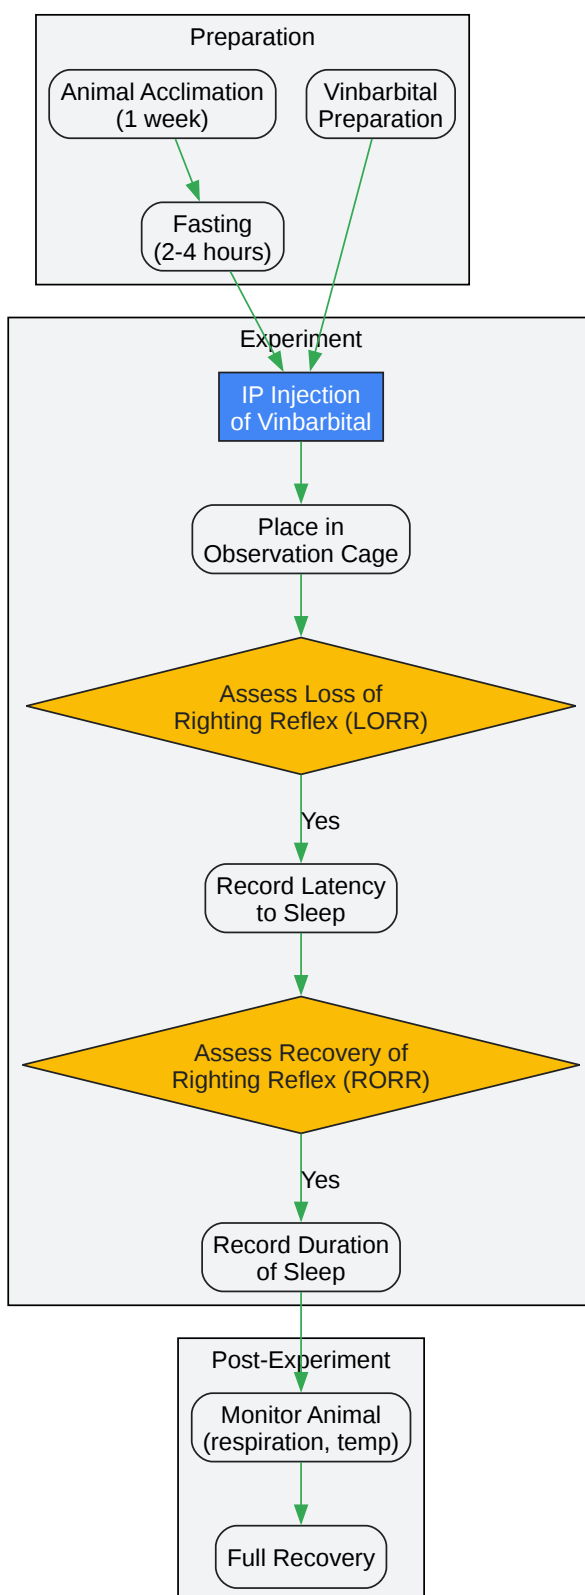 Preparation
Animal Acclimation
(1 week)
Vinbarbital
Preparation
Fasting
(2-4 hours)
Experiment
IP Injection
of Vinbarbital
Place in
Observation Cage
Assess Loss of
Righting Reflex (LORR)
Yes
Record Latency
to Sleep
Assess Recovery of
Righting Reflex (RORR)
Yes
Record Duration
of Sleep
Post-Experiment
Monitor Animal
(respiration, temp)
Full Recovery